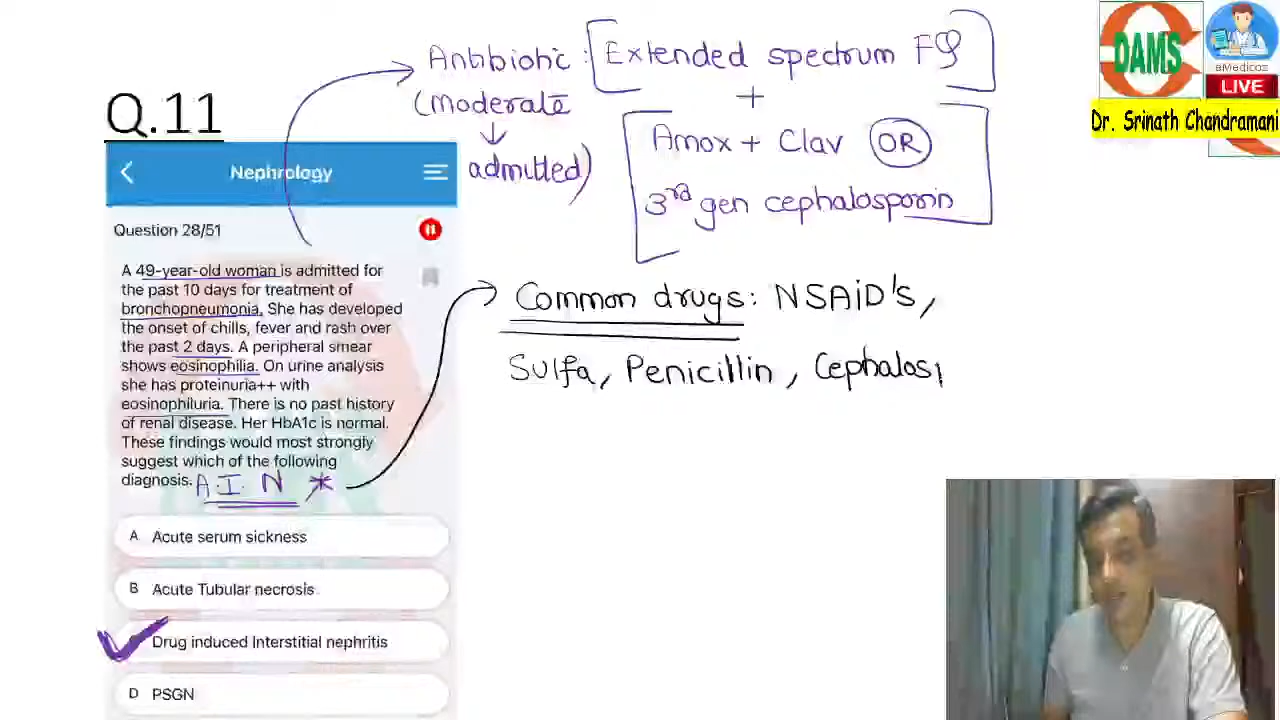 Antibiotic : Extended spectrum FQ
(moderate
+
admitted)
Amox + Clav OR
3rd gen cephalosporin
DAMS
eMedicoz
LIVE
Dr. Srinath Chandramani
Q.11
Nephrology
Question 28/51
A 49-year-old woman is admitted for
the past 10 days for treatment of
bronchopneumonia. She has developed
the onset of chills, fever and rash over
the past 2 days. A peripheral smear
shows eosinophilia. On urine analysis
she has proteinuria++ with
eosinophiluria. There is no past history
of renal disease. Her HbA1c is normal.
These findings would most strongly
suggest which of the following
diagnosis. A.I. N *
Common drugs: NSAiD's,
Sulfa, Penicillin, Cephalosp
A Acute serum sickness
B Acute Tubular necrosis
Drug induced Interstitial nephritis
D PSGN